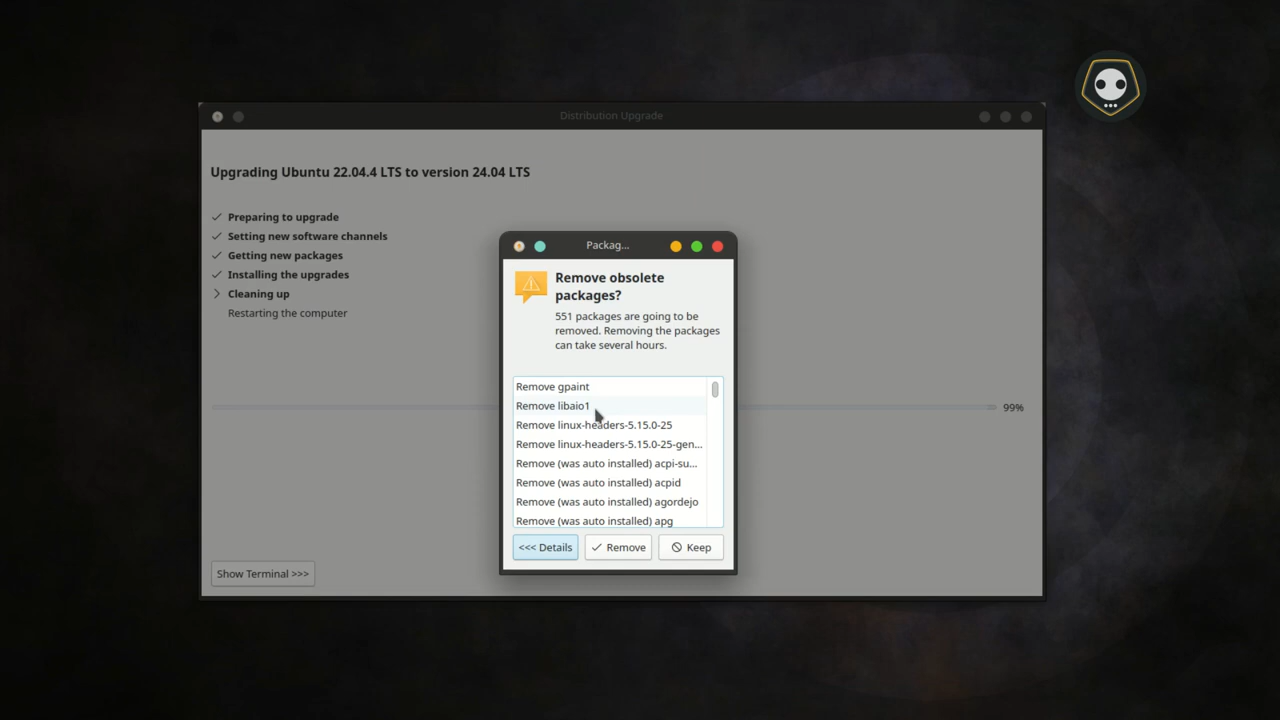 Distribution Upgrade
Upgrading Ubuntu 22.04.4 LTS to version 24.04 LTS
Preparing to upgrade
Setting new software channels
Getting new packages
Installing the upgrades
Cleaning up
Restarting the computer
99%
Show Terminal >>>
Packag...
Remove obsolete
packages?
551 packages are going to be
removed. Removing the packages
can take several hours.
Remove gpaint
Remove libaio1
Remove linux-headers-5.15.0-25
Remove linux-headers-5.15.0-25-gen...
Remove (was auto installed) acpi-su...
Remove (was auto installed) acpid
Remove (was auto installed) agordejo
Remove (was auto installed) apg
<<< Details
Remove
Keep